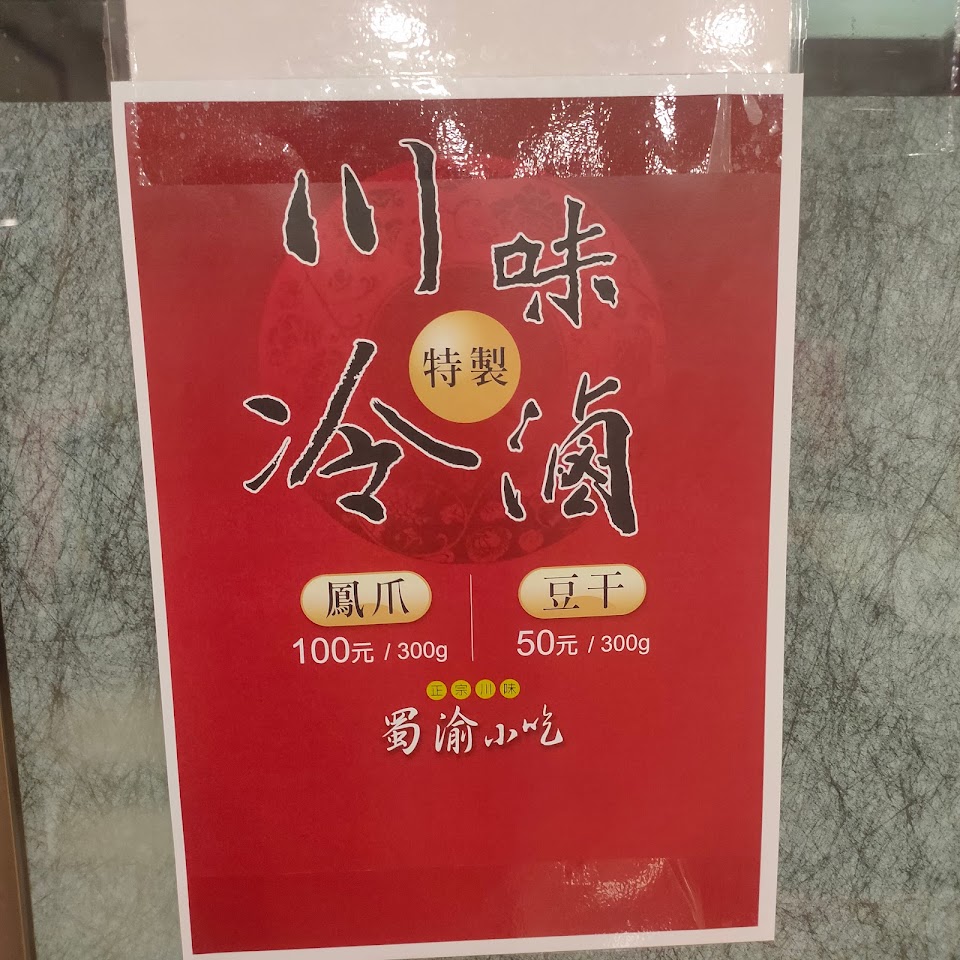 川味
特製
冷滷
鳳爪
豆干
100元 / 300g
50元 / 300g
正宗川味
蜀渝小吃